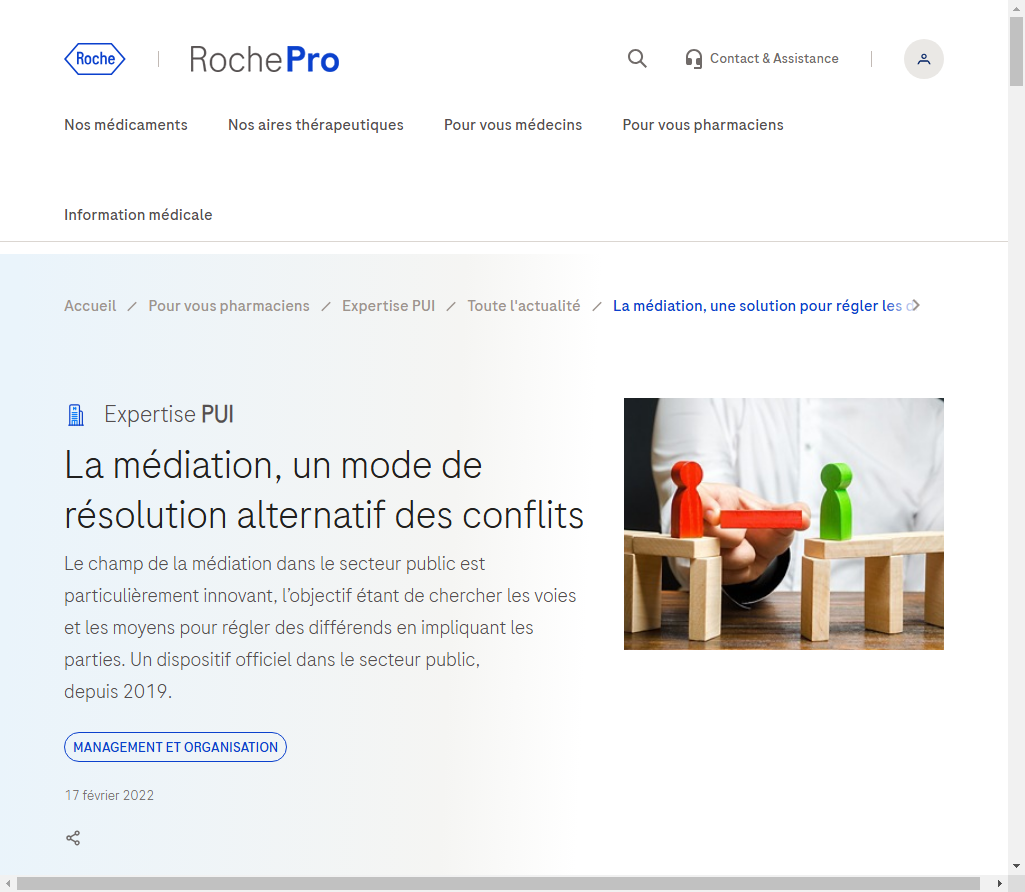 Roche
RochePro
Contact & Assistance
Nos médicaments
Nos aires thérapeutiques
Pour vous médecins
Pour vous pharmaciens
Information médicale
Accueil / Pour vous pharmaciens / Expertise PUI / Toute l'actualité / La médiation, une solution pour régler les
Expertise PUI
La médiation, un mode de
résolution alternatif des conflits
Le champ de la médiation dans le secteur public est
particulièrement innovant, l’objectif étant de chercher les voies
et les moyens pour régler des différends en impliquant les
parties. Un dispositif officiel dans le secteur public,
depuis 2019.
MANAGEMENT ET ORGANISATION
17 février 2022